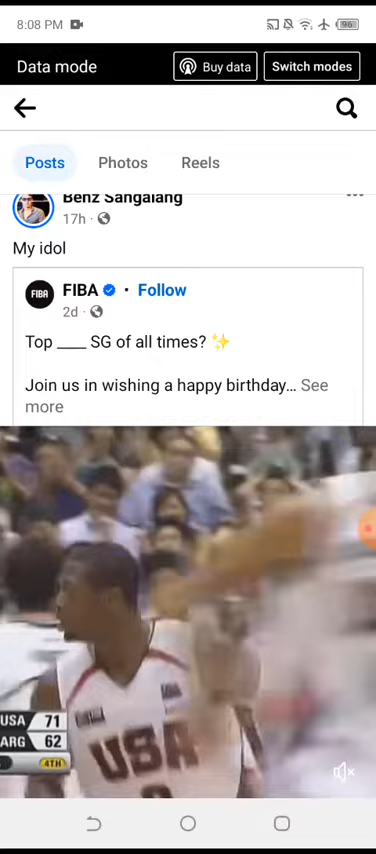 8:08 PM
96
Data mode
Buy data
Switch modes
Posts
Photos
Reels
Benz Sangalang
17h ·
My idol
FIBA
FIBA · Follow
2d ·
Top ____ SG of all times? ✨
Join us in wishing a happy birthday... See
more
USA 71
ARG 62
4TH
USA